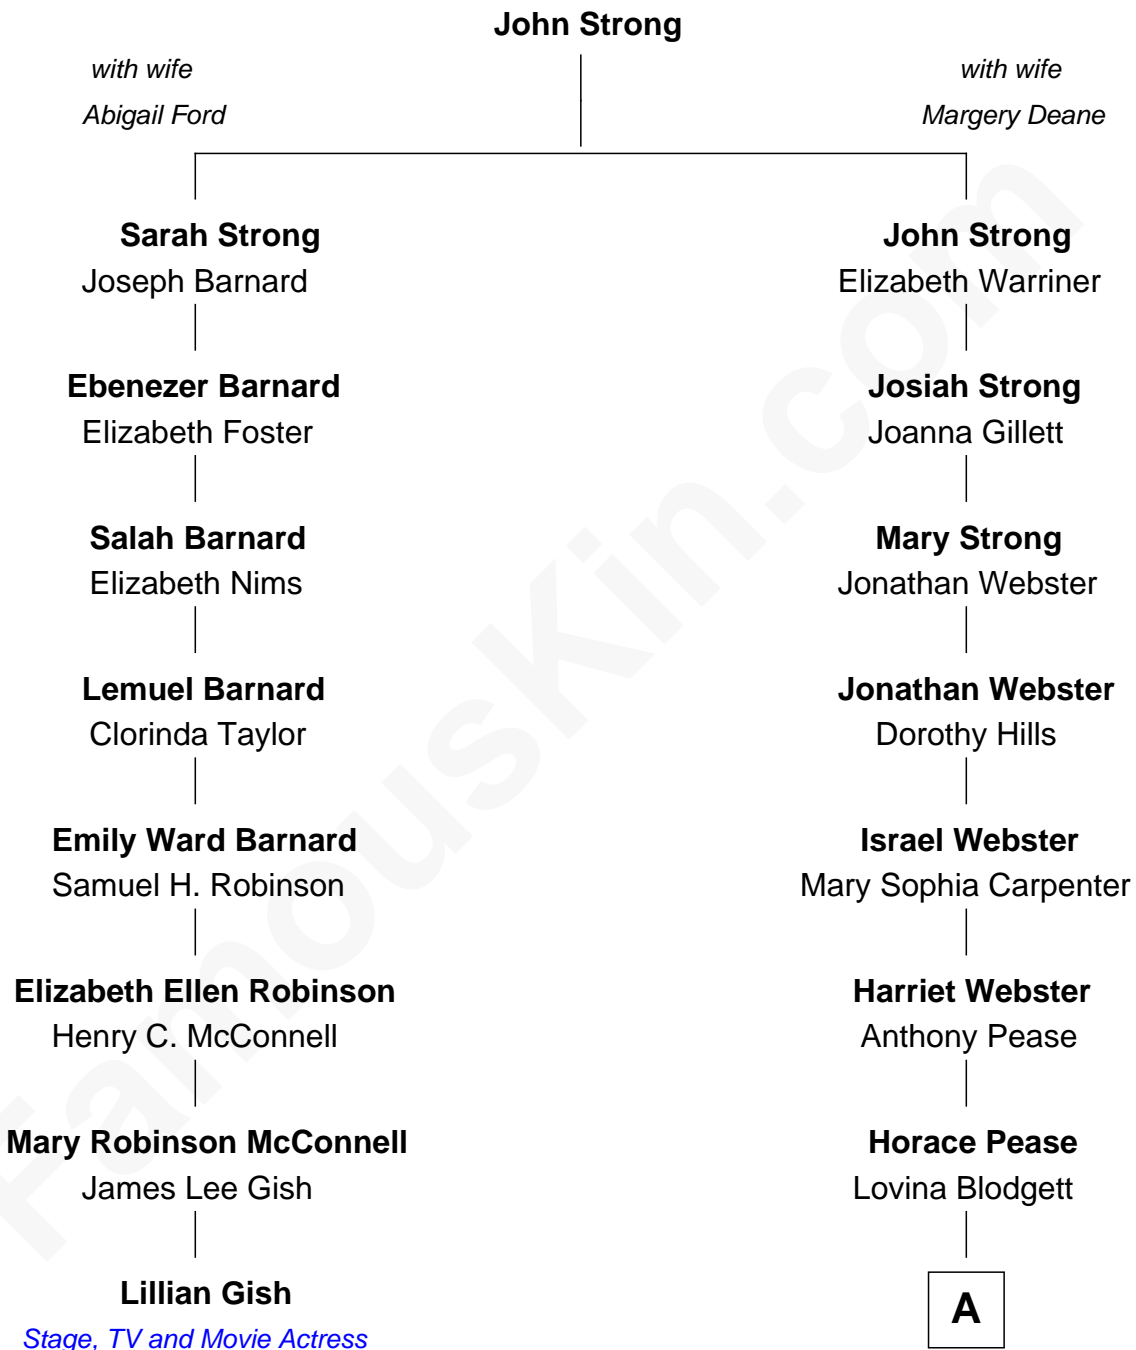 John Strong
with wife
Abigail Ford
with wife
Margery Deane
Sarah Strong
Joseph Barnard
John Strong
Elizabeth Warriner
Ebenezer Barnard
Elizabeth Foster
Josiah Strong
Joanna Gillett
Salah Barnard
Elizabeth Nims
Mary Strong
Jonathan Webster
Lemuel Barnard
Clorinda Taylor
Jonathan Webster
Dorothy Hills
Emily Ward Barnard
Samuel H. Robinson
Israel Webster
Mary Sophia Carpenter
Elizabeth Ellen Robinson
Henry C. McConnell
Harriet Webster
Anthony Pease
Mary Robinson McConnell
James Lee Gish
Horace Pease
Lovina Blodgett
Lillian Gish
Stage, TV and Movie Actress
A
FamousKin.com